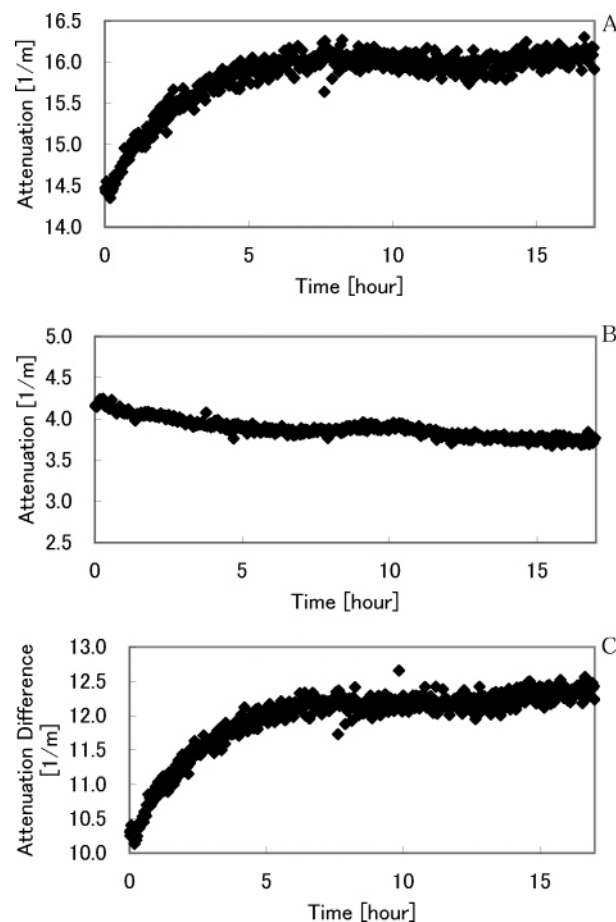 A
16.5
16.0
15.5
15.0
14.5
14.0
Attenuation [1/m]
0 5 10 15
Time [hour]
B
5.0
4.5
4.0
3.5
3.0
2.5
Attenuation [1/m]
0 5 10 15
Time [hour]
C
13.0
12.5
12.0
11.5
11.0
10.5
10.0
Attenuation Difference
[1/m]
0 5 10 15
Time [hour]